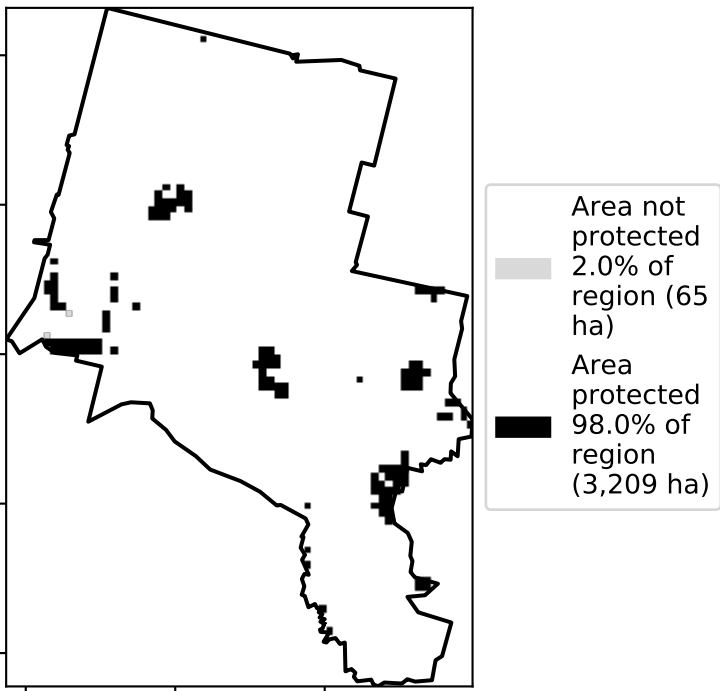 Area not
protected
2.0% of
region (65
ha)
Area
protected
98.0% of
region
(3,209 ha)